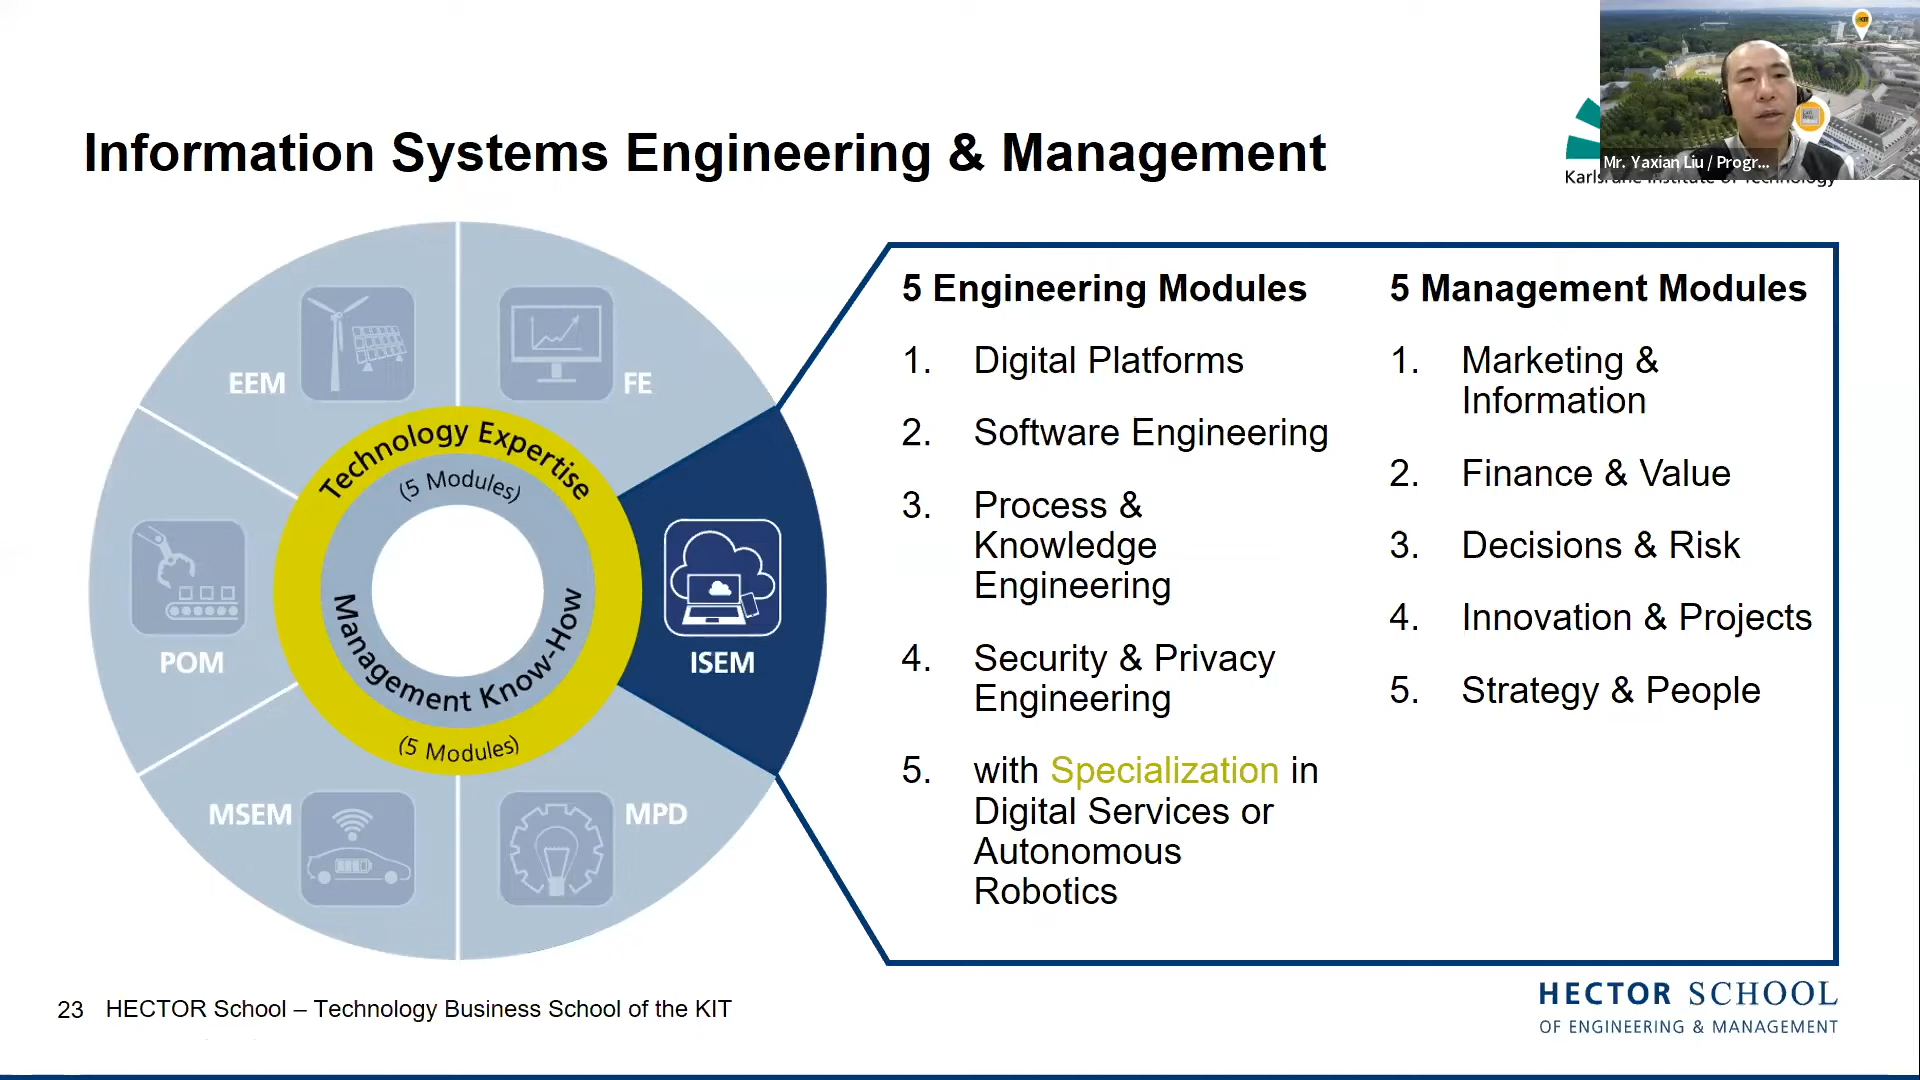 Information Systems Engineering & Management
Mr. Yaxian Liu / Progr...
Institute of Technology
EEM
FE
POM
ISEM
MSEM
MPD
Technology Expertise
(5 Modules)
Management Know-How
(5 Modules)
5 Engineering Modules
1. Digital Platforms
2. Software Engineering
3. Process &
Knowledge
Engineering
4. Security & Privacy
Engineering
5. with Specialization in
Digital Services or
Autonomous
Robotics
5 Management Modules
1. Marketing &
Information
2. Finance & Value
3. Decisions & Risk
4. Innovation & Projects
5. Strategy & People
23 HECTOR School – Technology Business School of the KIT
HECTOR SCHOOL
OF ENGINEERING & MANAGEMENT